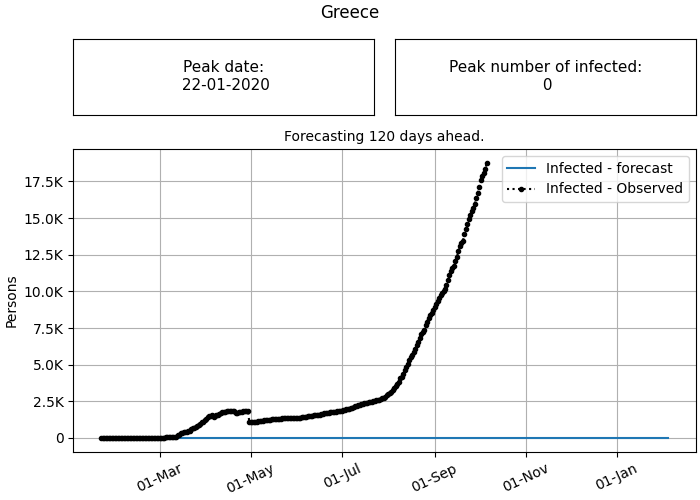 Greece
Peak date:
22-01-2020
Peak number of infected:
0
Forecasting 120 days ahead.
Infected - forecast
Infected - Observed
17.5K
15.0K
12.5K
10.0K
7.5K
5.0K
2.5K
0
Persons
01-Mar
01-May
01-Jul
01-Sep
01-Nov
01-Jan